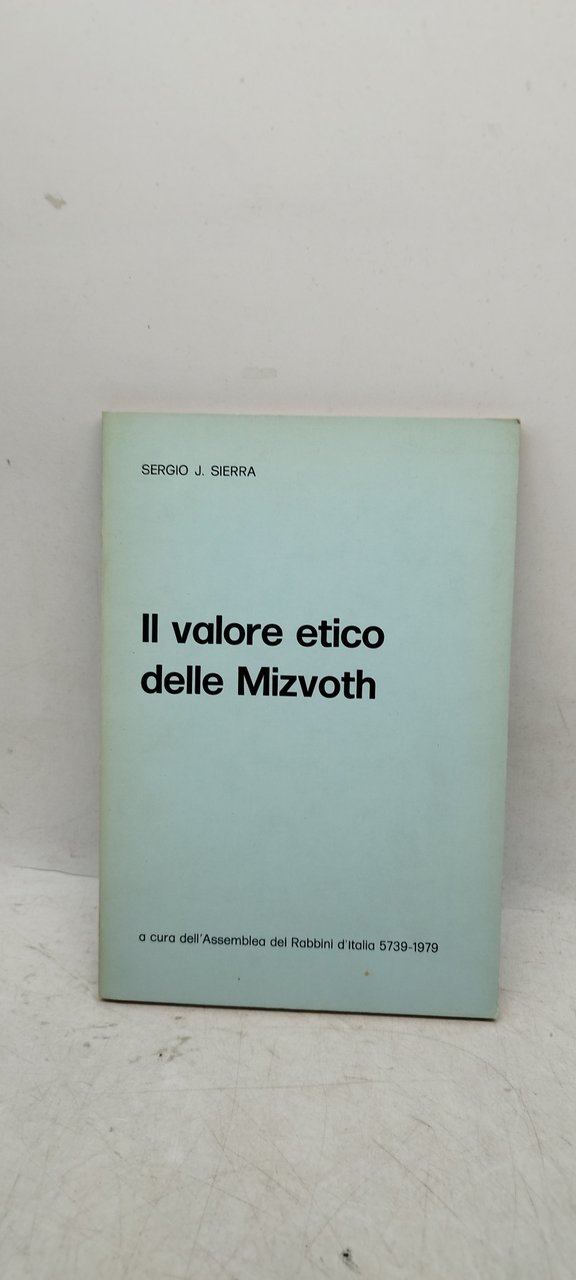 SERGIO J. SIERRA
Il valore etico
delle Mizvoth
a cura dell'Assemblea dei Rabbini d'Italia 5739-1979